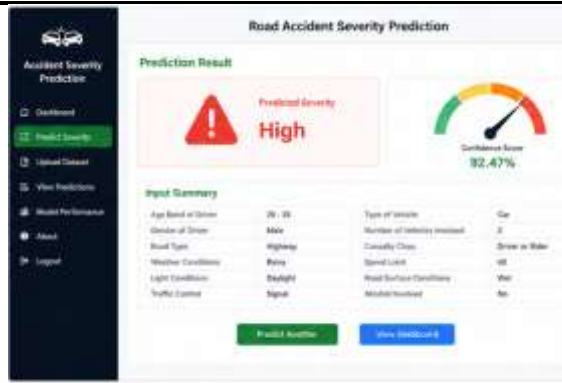 Road Accident Severity Prediction
Accident Severity
Prediction
Dashboard
Predict Severity
Upload Dataset
View Predictions
Model Performance
About
Logout
Prediction Result
Predicted Severity
High
Confidence Score
92.47%
Input Summary
Age Band of Driver
Type of Vehicle Car
Gender of Driver Male Number of Vehicles Involved 2
Road Type Highway Casualty Class Driver or Rider
Weather Conditions Rainy Speed Limit
Light Conditions Daylight Road Surface Conditions Wet
Traffic Control Signal Alcohol Involved No
Predict Another View Dashboard